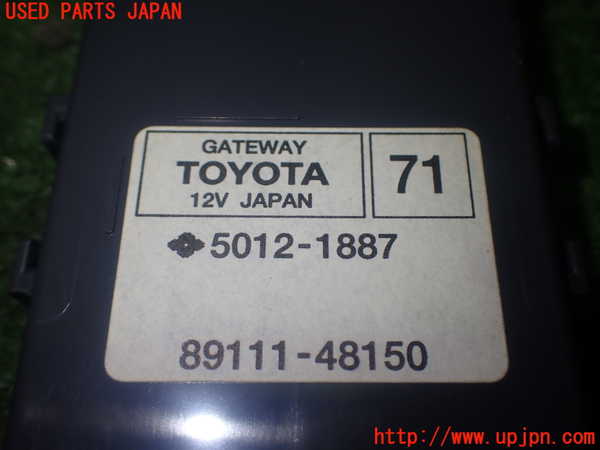 USED PARTS JAPAN
GATEWAY
TOYOTA
12V JAPAN
71
5012-1887
89111-48150
http://www.upjpn.com/